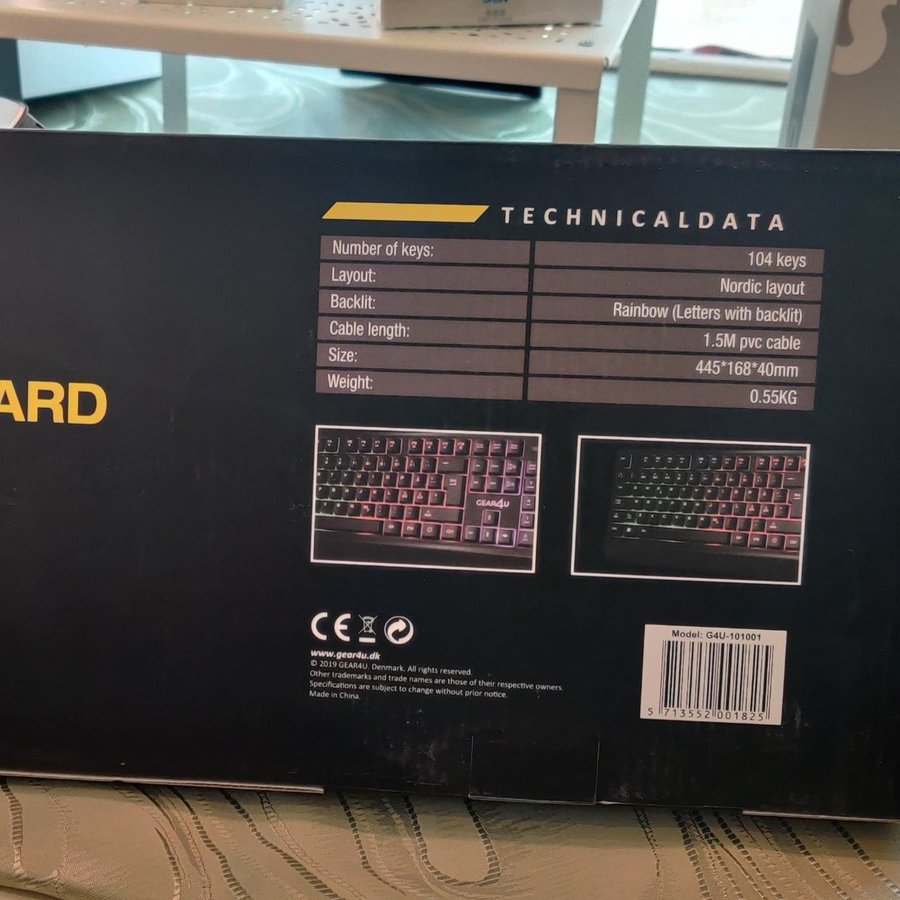 TECHNICALDATA
Number of keys: 104 keys
Layout: Nordic layout
Backlit: Rainbow (Letters with backlit)
Cable length: 1.5M pvc cable
Size: 445*168*40mm
Weight: 0.55KG
ARD
GEAR4U
CE
www.gear4u.dk
© 2019 GEAR4U. Denmark. All rights reserved.
Other trademarks and trade names are those of their respective owners.
Specifications are subject to change without prior notice.
Made in China.
Model: G4U-101001
5 713552 001825